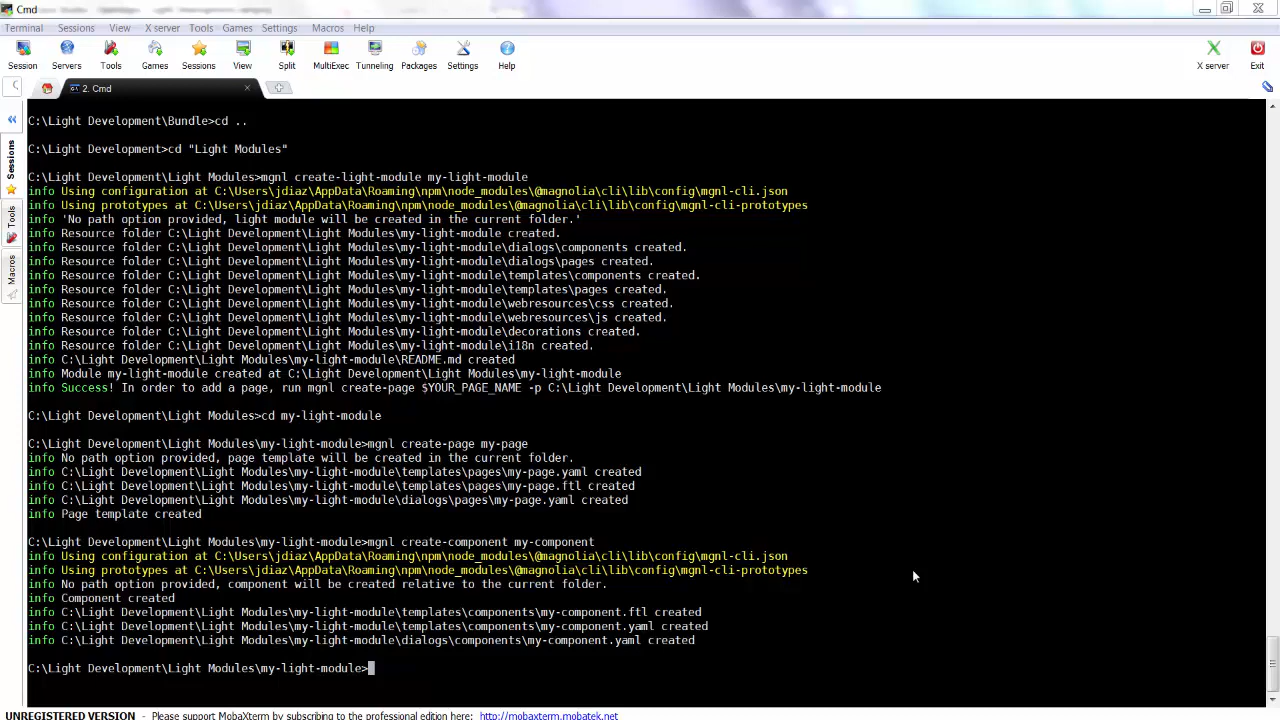 Cmd
Terminal Sessions View X server Tools Games Settings Macros Help
Session Servers Tools Games Sessions View Split MultiExec Tunneling Packages Settings Help X server Exit
2. Cmd
Sessions
Tools
Macros
C:\Light Development\Bundle>cd ..
C:\Light Development>cd "Light Modules"
C:\Light Development\Light Modules>mgnl create-light-module my-light-module
info Using configuration at C:\Users\jdiaz\AppData\Roaming\npm\node_modules\@magnolia\cli\lib\config\mgnl-cli.json
info Using prototypes at C:\Users\jdiaz\AppData\Roaming\npm\node_modules\@magnolia\cli\lib\config\mgnl-cli-prototypes
info 'No path option provided, light module will be created in the current folder.'
info Resource folder C:\Light Development\Light Modules\my-light-module created.
info Resource folder C:\Light Development\Light Modules\my-light-module\dialogs\components created.
info Resource folder C:\Light Development\Light Modules\my-light-module\dialogs\pages created.
info Resource folder C:\Light Development\Light Modules\my-light-module\templates\components created.
info Resource folder C:\Light Development\Light Modules\my-light-module\templates\pages created.
info Resource folder C:\Light Development\Light Modules\my-light-module\webresources\css created.
info Resource folder C:\Light Development\Light Modules\my-light-module\webresources\js created.
info Resource folder C:\Light Development\Light Modules\my-light-module\decorations created.
info Resource folder C:\Light Development\Light Modules\my-light-module\i18n created.
info C:\Light Development\Light Modules\my-light-module\README.md created
info Module my-light-module created at C:\Light Development\Light Modules\my-light-module
info Success! In order to add a page, run mgnl create-page $YOUR_PAGE_NAME -p C:\Light Development\Light Modules\my-light-module
C:\Light Development\Light Modules>cd my-light-module
C:\Light Development\Light Modules\my-light-module>mgnl create-page my-page
info No path option provided, page template will be created in the current folder.
info C:\Light Development\Light Modules\my-light-module\templates\pages\my-page.yaml created
info C:\Light Development\Light Modules\my-light-module\templates\pages\my-page.ftl created
info C:\Light Development\Light Modules\my-light-module\dialogs\pages\my-page.yaml created
info Page template created
C:\Light Development\Light Modules\my-light-module>mgnl create-component my-component
info Using configuration at C:\Users\jdiaz\AppData\Roaming\npm\node_modules\@magnolia\cli\lib\config\mgnl-cli.json
info Using prototypes at C:\Users\jdiaz\AppData\Roaming\npm\node_modules\@magnolia\cli\lib\config\mgnl-cli-prototypes
info No path option provided, component will be created relative to the current folder.
info Component created
info C:\Light Development\Light Modules\my-light-module\templates\components\my-component.ftl created
info C:\Light Development\Light Modules\my-light-module\templates\components\my-component.yaml created
info C:\Light Development\Light Modules\my-light-module\dialogs\components\my-component.yaml created
C:\Light Development\Light Modules\my-light-module>
UNREGISTERED VERSION - Please support MobaXterm by subscribing to the professional edition here: http://mobaxterm.mobatek.net